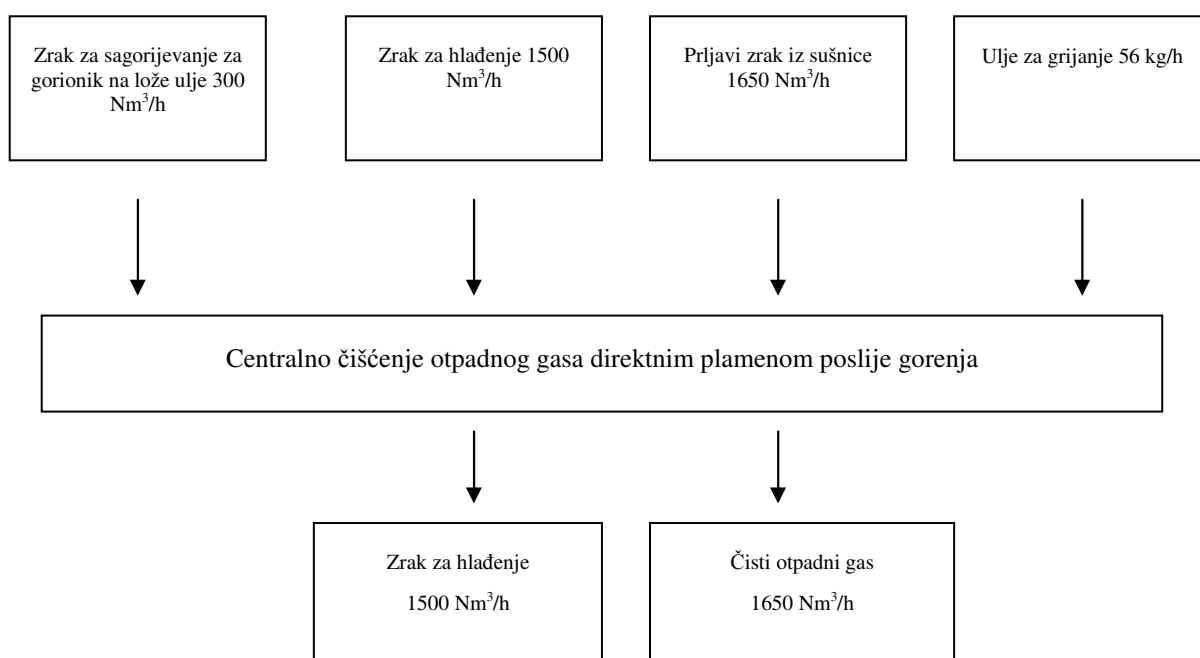 Zrak za sagorijevanje za
gorionik na lože ulje 300
Nm³/h
Zrak za hlađenje 1500
Nm³/h
Prljavi zrak iz sušnice
1650 Nm³/h
Ulje za grijanje 56 kg/h
Centralno čišćenje otpadnog gasa direktnim plamenom poslije gorenja
Zrak za hlađenje
1500 Nm³/h
Čisti otpadni gas
1650 Nm³/h